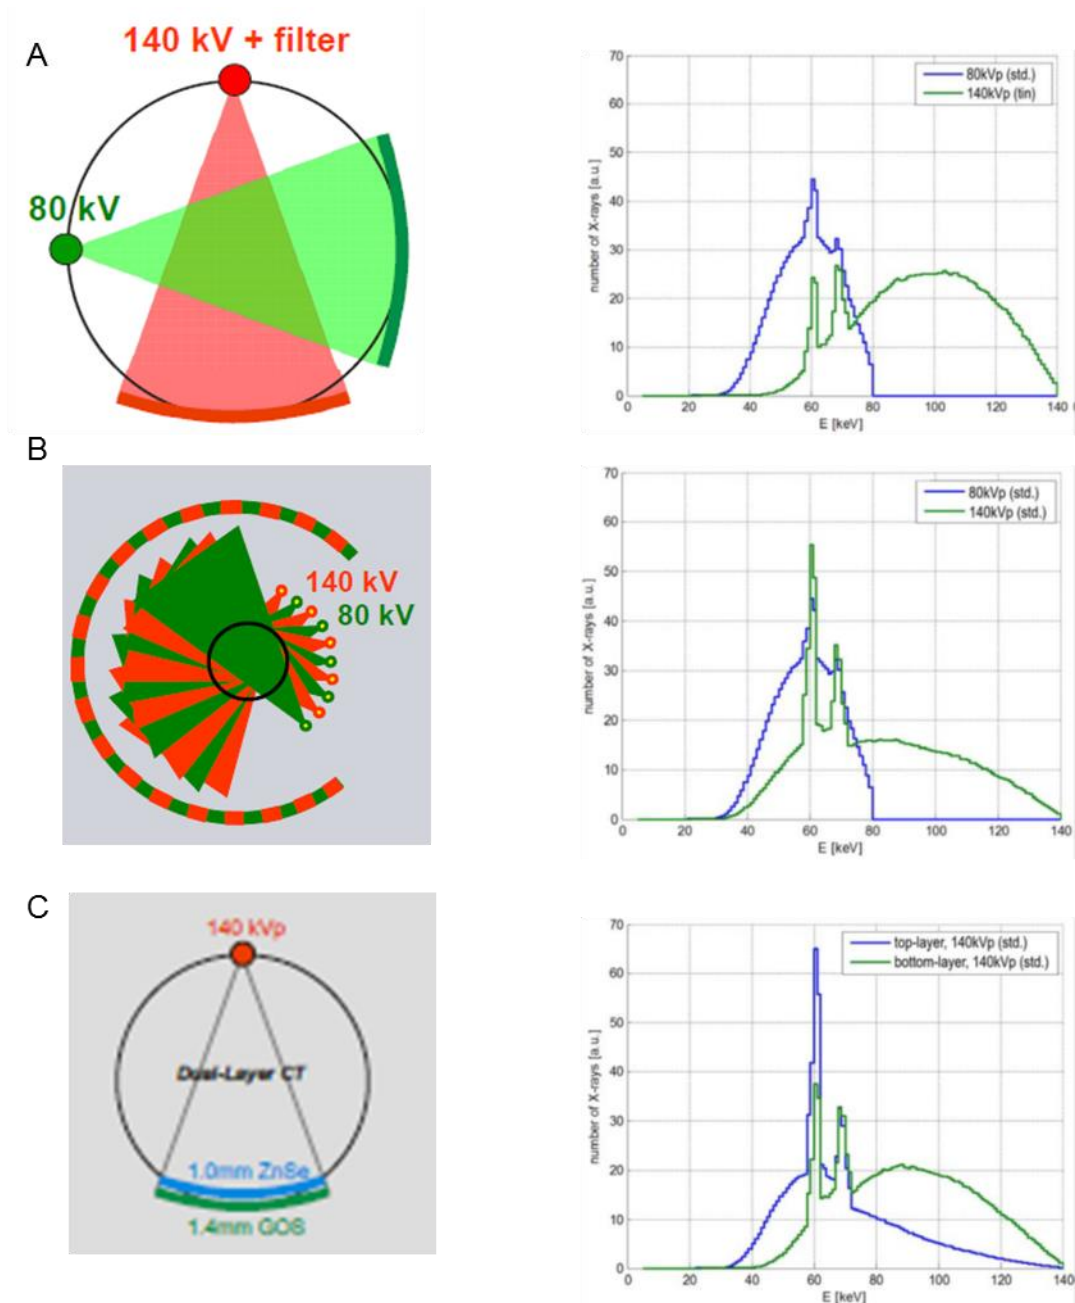 A
140 kV + filter
80 kV
70
60
50
40
30
20
10
0
0 20 40 60 80 100 120 140
number of X-rays [a.u.]
E [keV]
80kVp (std.)
140kVp (tin)
B
140 kV
80 kV
70
60
50
40
30
20
10
0
0 20 40 60 80 100 120 140
number of X-rays [a.u.]
E [keV]
80kVp (std.)
140kVp (std.)
C
140 kVp
Dual-Layer CT
1.0mm ZnSe
1.4mm GOS
70
60
50
40
30
20
10
0
0 20 40 60 80 100 120 140
number of X-rays [a.u.]
E [keV]
top-layer, 140kVp (std.)
bottom-layer, 140kVp (std.)